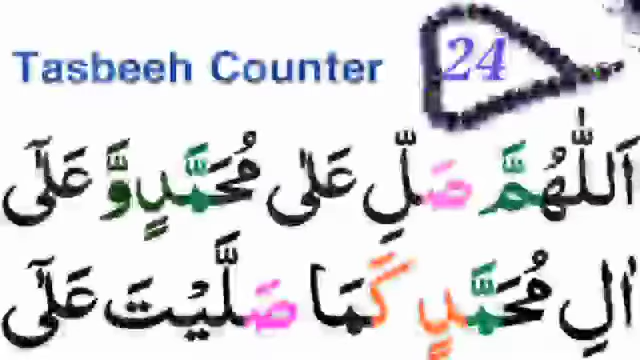 Tasbeeh Counter 24
اَللّٰهُمَّ صَلِّ عَلٰى مُحَمَّدٍ وَّ عَلٰٓى
اٰلِ مُحَمَّدٍ كَمَا صَلَّيْتَ عَلٰٓى